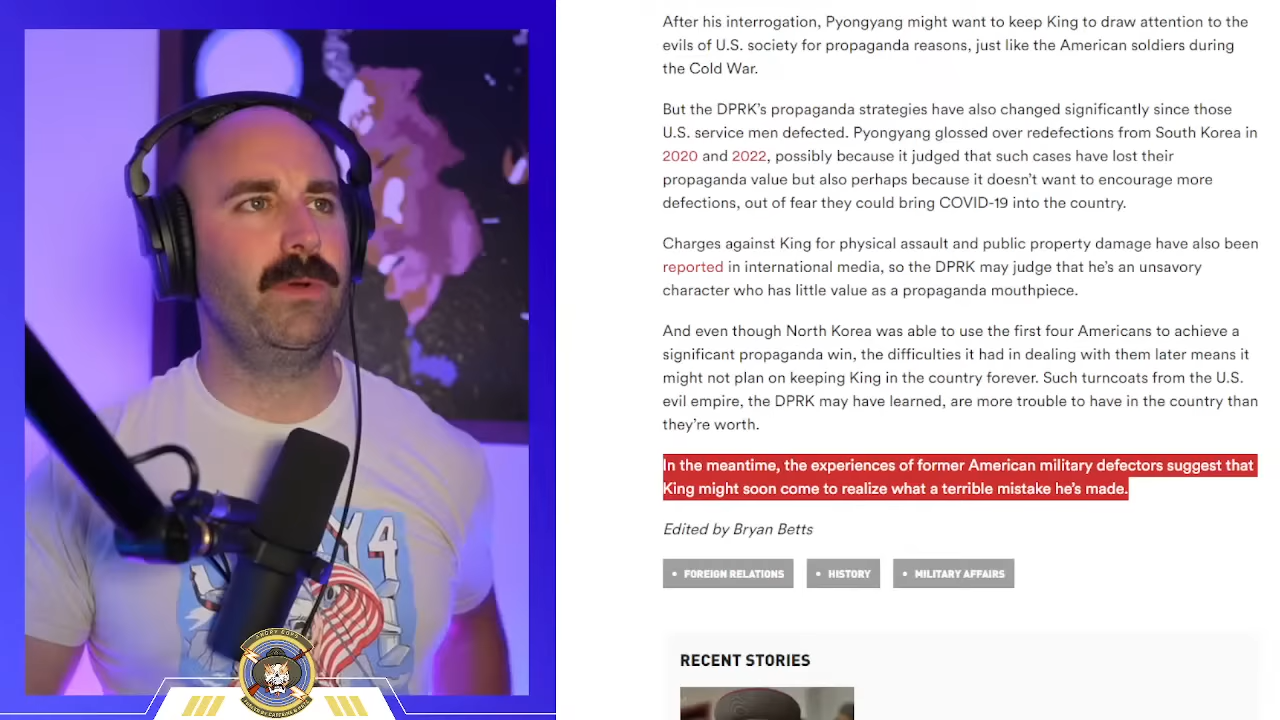 After his interrogation, Pyongyang might want to keep King to draw attention to the
evils of U.S. society for propaganda reasons, just like the American soldiers during
the Cold War.
But the DPRK’s propaganda strategies have also changed significantly since those
U.S. service men defected. Pyongyang glossed over redefections from South Korea in
2020 and 2022, possibly because it judged that such cases have lost their
propaganda value but also perhaps because it doesn’t want to encourage more
defections, out of fear they could bring COVID-19 into the country.
Charges against King for physical assault and public property damage have also been
reported in international media, so the DPRK may judge that he’s an unsavory
character who has little value as a propaganda mouthpiece.
And even though North Korea was able to use the first four Americans to achieve a
significant propaganda win, the difficulties it had in dealing with them later means it
might not plan on keeping King in the country forever. Such turncoats from the U.S.
evil empire, the DPRK may have learned, are more trouble to have in the country than
they’re worth.
In the meantime, the experiences of former American military defectors suggest that
King might soon come to realize what a terrible mistake he’s made.
Edited by Bryan Betts
• FOREIGN RELATIONS
• HISTORY
• MILITARY AFFAIRS
RECENT STORIES
ANGRY COPS